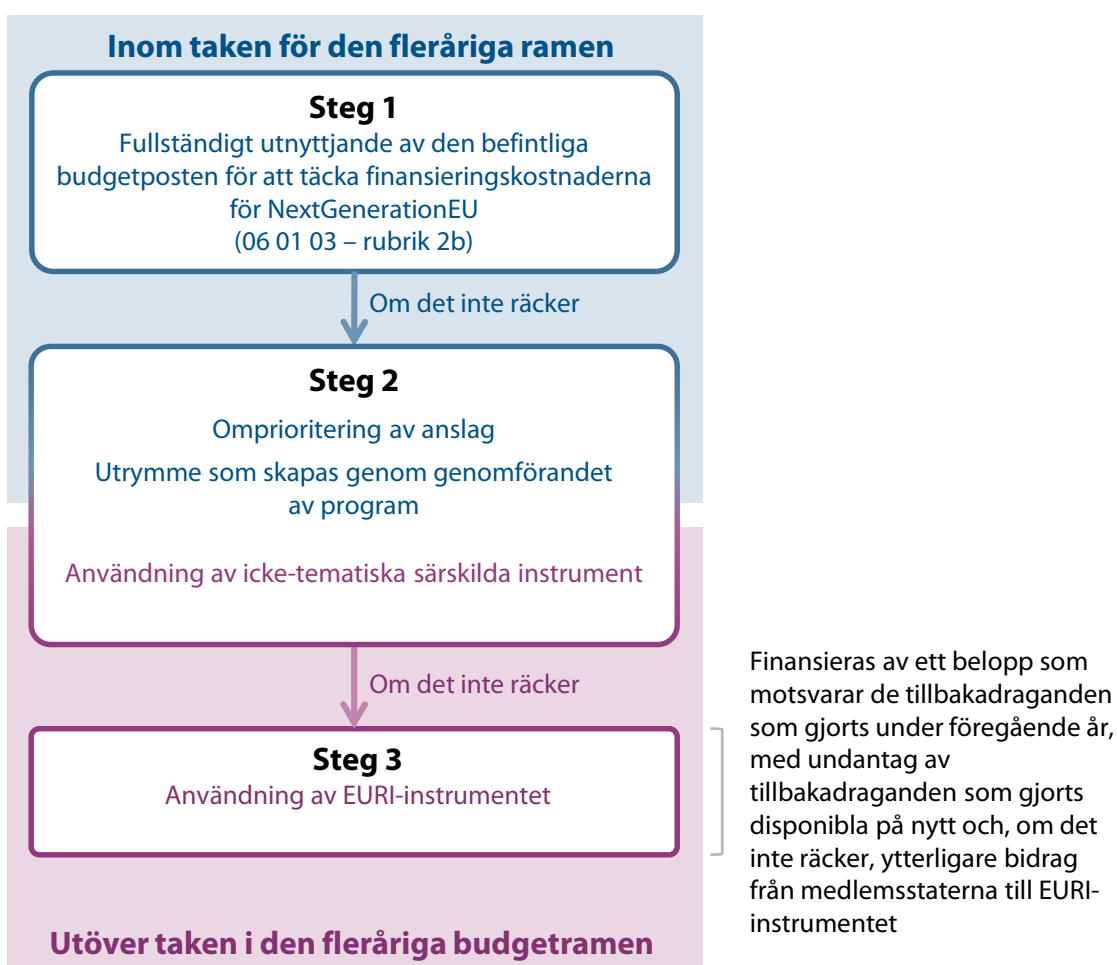 Inom taken för den fleråriga ramen
Steg 1
Fullständigt utnyttjande av den befintliga
budgetposten för att täcka finansieringskostnaderna
för NextGenerationEU
(06 01 03 – rubrik 2b)
Om det inte räcker
Steg 2
Omprioritering av anslag
Utrymme som skapas genom genomförandet
av program
Användning av icke-tematiska särskilda instrument
Om det inte räcker
Steg 3
Användning av EURI-instrumentet
Finansieras av ett belopp som
motsvarar de tillbakadraganden
som gjorts under föregående år,
med undantag av
tillbakadraganden som gjorts
disponibla på nytt och, om det
inte räcker, ytterligare bidrag
från medlemsstaterna till EURI-
instrumentet
Utöver taken i den fleråriga budgetramen